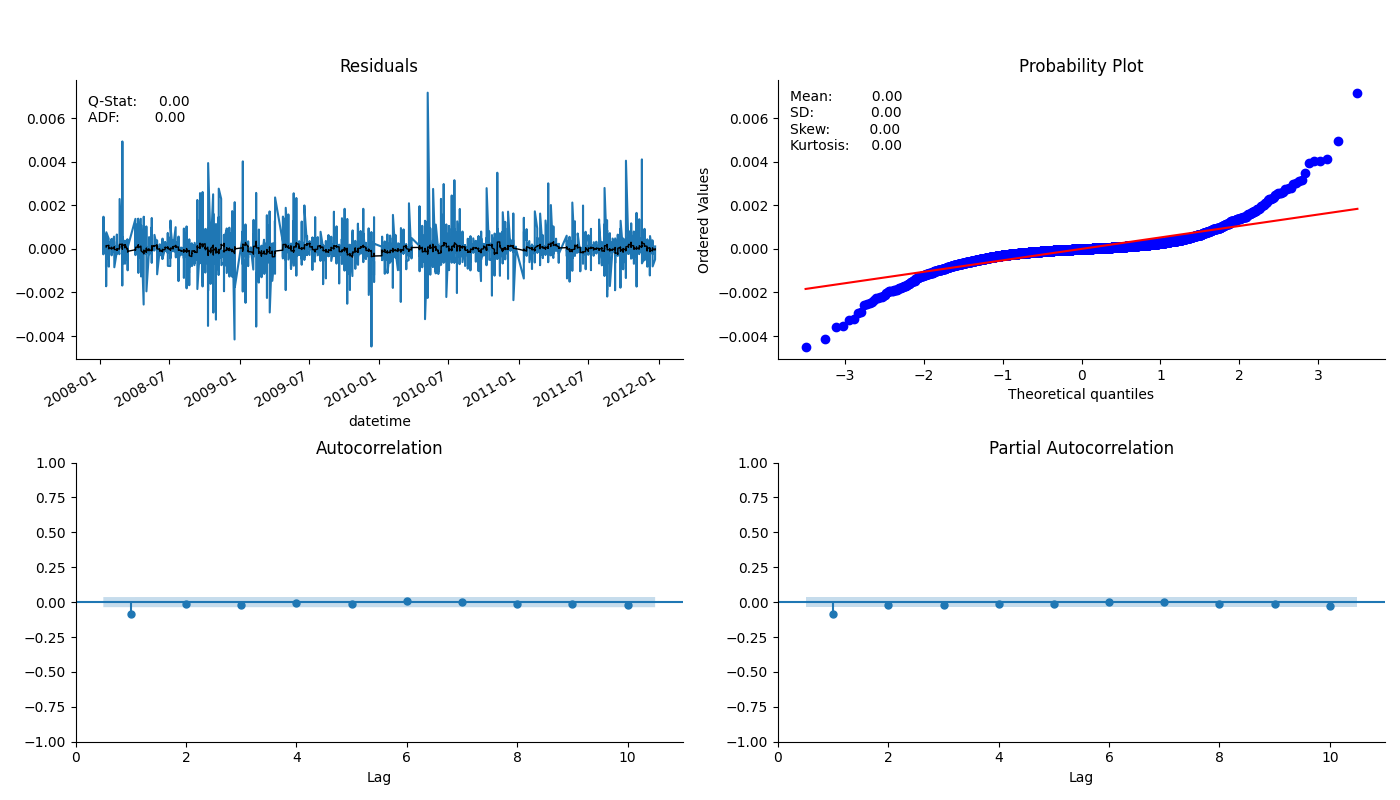 Residuals
Q-Stat: 0.00
ADF: 0.00
0.006
0.004
0.002
0.000
−0.002
−0.004
2008-01
2008-07
2009-01
2009-07
2010-01
2010-07
2011-01
2011-07
2012-01
datetime
Probability Plot
Mean: 0.00
SD: 0.00
Skew: 0.00
Kurtosis: 0.00
Ordered Values
0.006
0.004
0.002
0.000
−0.002
−0.004
−3 −2 −1 0 1 2 3
Theoretical quantiles
Autocorrelation
1.00
0.75
0.50
0.25
0.00
−0.25
−0.50
−0.75
−1.00
0 2 4 6 8 10
Lag
Partial Autocorrelation
1.00
0.75
0.50
0.25
0.00
−0.25
−0.50
−0.75
−1.00
0 2 4 6 8 10
Lag